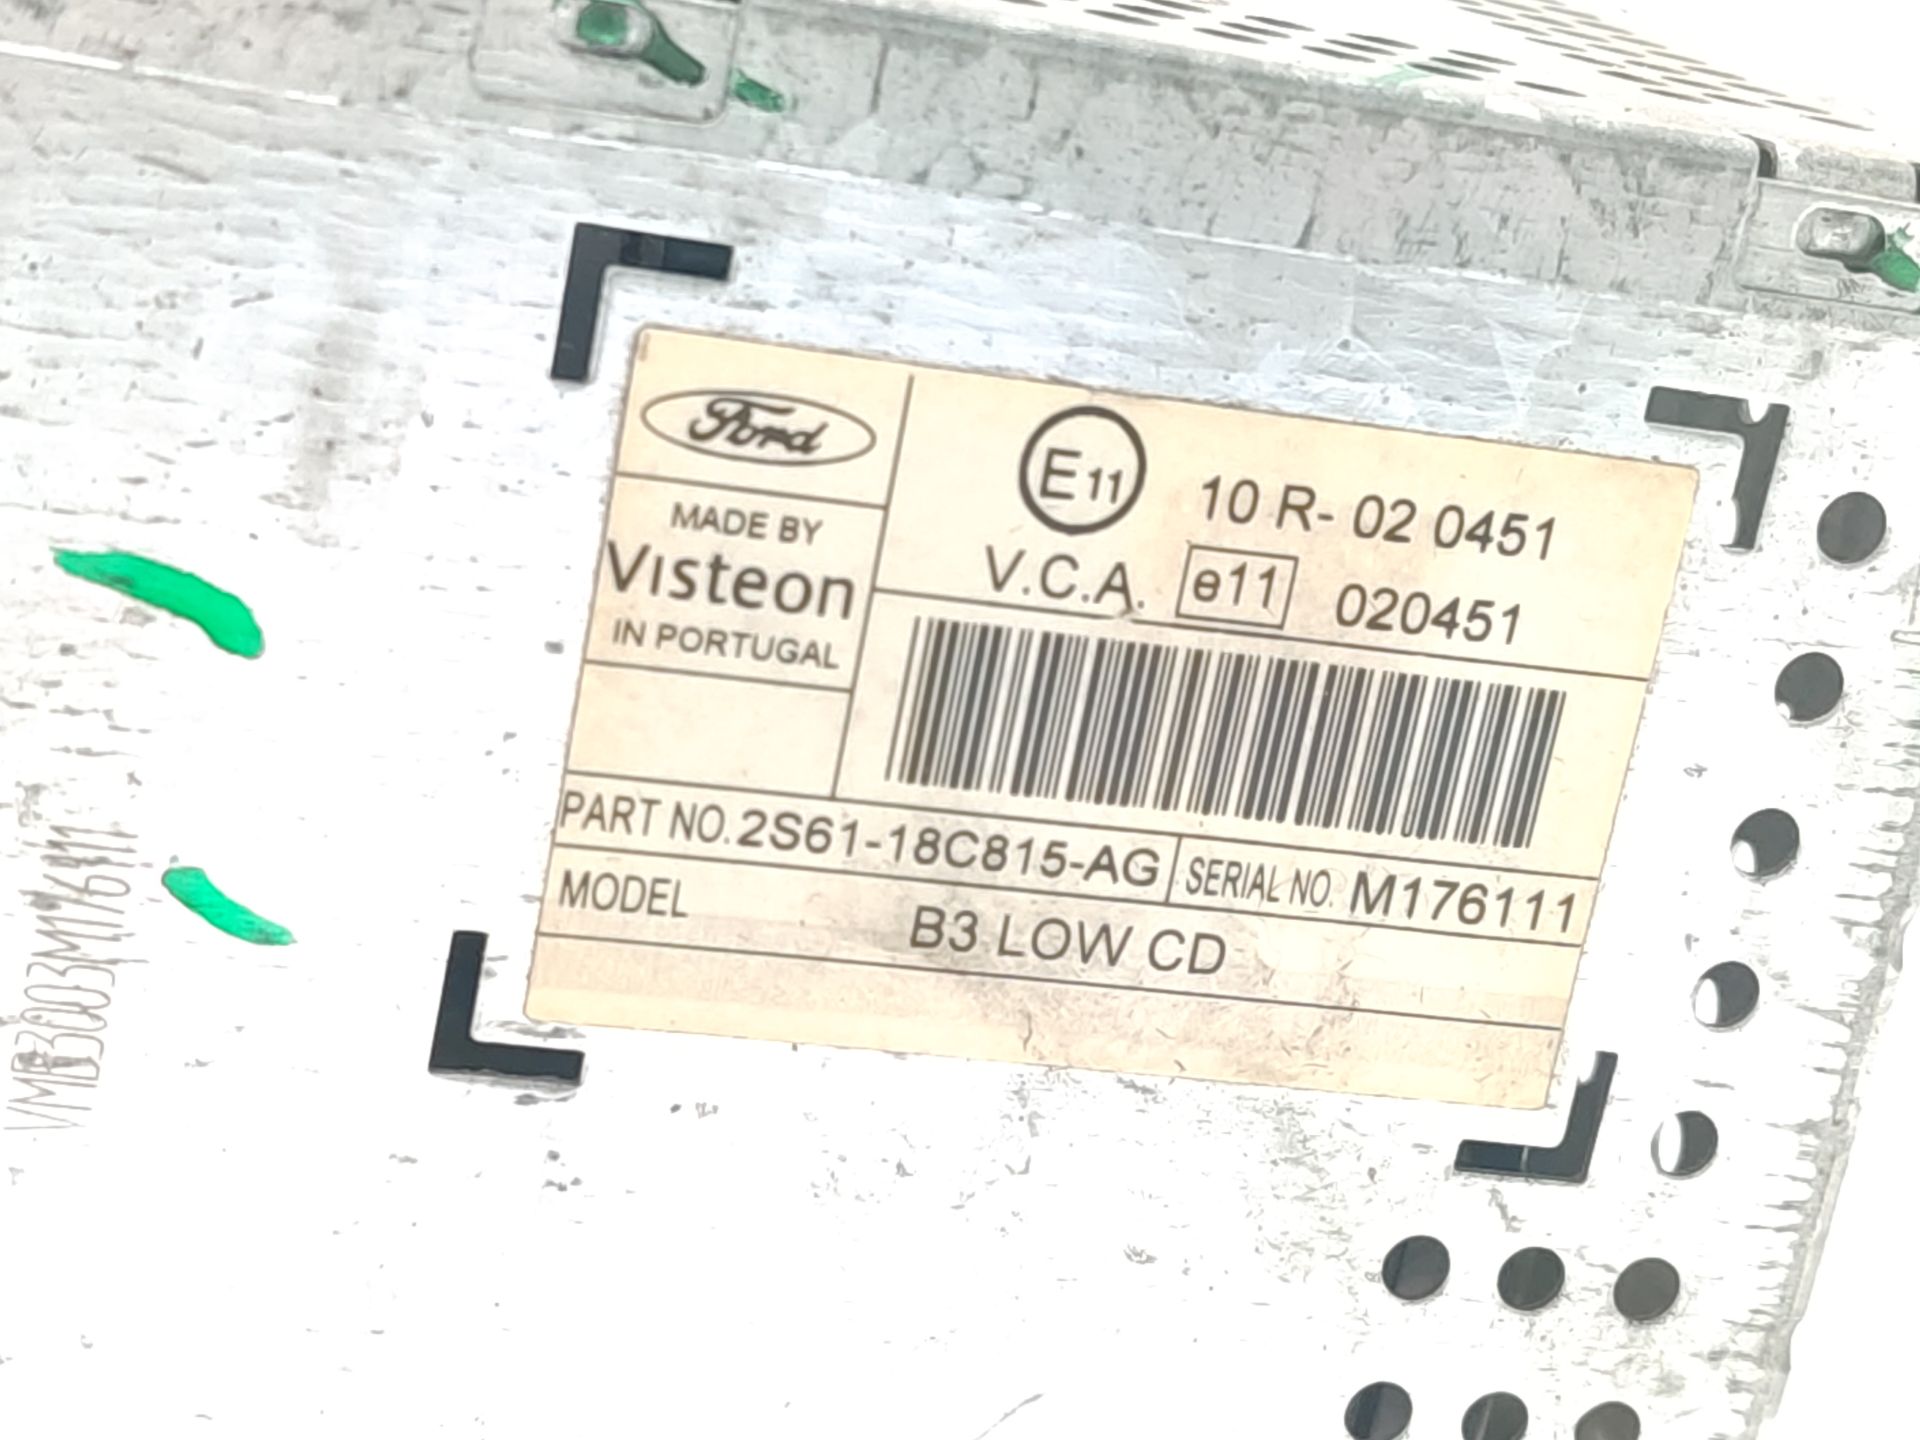 Ford
MADE BY
Visteon
IN PORTUGAL
E11 10 R- 02 0451
V.C.A. e11 020451
PART NO. 2S61-18C815-AG SERIAL NO. M176111
MODEL B3 LOW CD